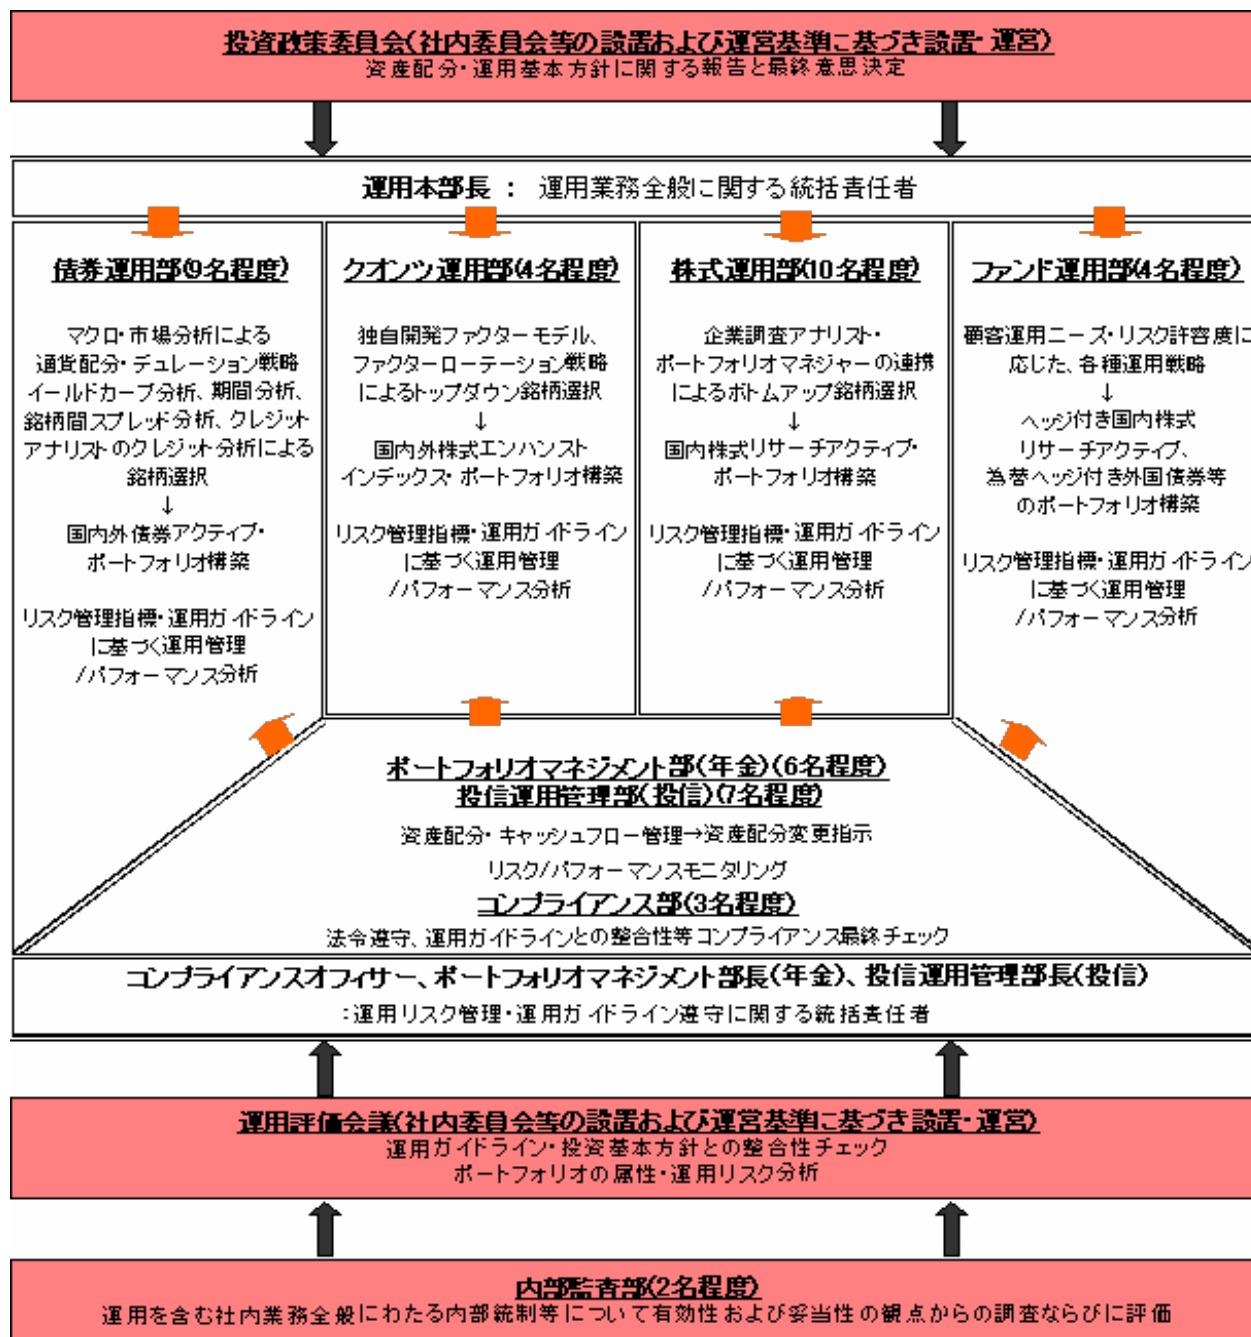 投資政策委員会(社内委員会等の設置および運営基準に基づき設置・運営)
資産配分・運用基本方針に関する報告と最終意思決定
運用本部長 : 運用業務全般に関する統括責任者
債券運用部(9名程度)
マクロ・市場分析による
通貨配分・デュレーション戦略
イールドカーブ分析、期間分析、
銘柄間スプレッド分析、クレジット
アナリストのクレジット分析による
銘柄選択
↓
国内外債券アクティブ・
ポートフォリオ構築
リスク管理指標・運用ガイドライン
に基づく運用管理
/パフォーマンス分析
クオンツ運用部(4名程度)
独自開発ファクターモデル、
ファクターローテーション戦略
によるトップダウン銘柄選択
↓
国内外株式エンハンスト
インデックス・ポートフォリオ構築
リスク管理指標・運用ガイドライン
に基づく運用管理
/パフォーマンス分析
株式運用部(10名程度)
企業調査アナリスト・
ポートフォリオマネジャーの連携
によるボトムアップ銘柄選択
↓
国内株式リサーチアクティブ・
ポートフォリオ構築
リスク管理指標・運用ガイドライン
に基づく運用管理
/パフォーマンス分析
ファンド運用部(4名程度)
顧客運用ニーズ・リスク許容度に
応じた、各種運用戦略
↓
ヘッジ付き国内株式
リサーチアクティブ、
為替ヘッジ付き外国債券等
のポートフォリオ構築
リスク管理指標・運用ガイドライン
に基づく運用管理
/パフォーマンス分析
ポートフォリオマネジメント部(年金)(6名程度)
投信運用管理部(投信)(7名程度)
資産配分・キャッシュフロー管理→資産配分変更指示
リスク/パフォーマンスモニタリング
コンプライアンス部(3名程度)
法令遵守、運用ガイドラインとの整合性等コンプライアンス最終チェック
コンプライアンスオフィサー、ポートフォリオマネジメント部長(年金)、投信運用管理部長(投信)
:運用リスク管理・運用ガイドライン遵守に関する統括責任者
運用評価会議(社内委員会等の設置および運営基準に基づき設置・運営)
運用ガイドライン・投資基本方針との整合性チェック
ポートフォリオの属性・運用リスク分析
内部監査部(2名程度)
運用を含む社内業務全般にわたる内部統制等について有効性および妥当性の観点からの調査ならびに評価